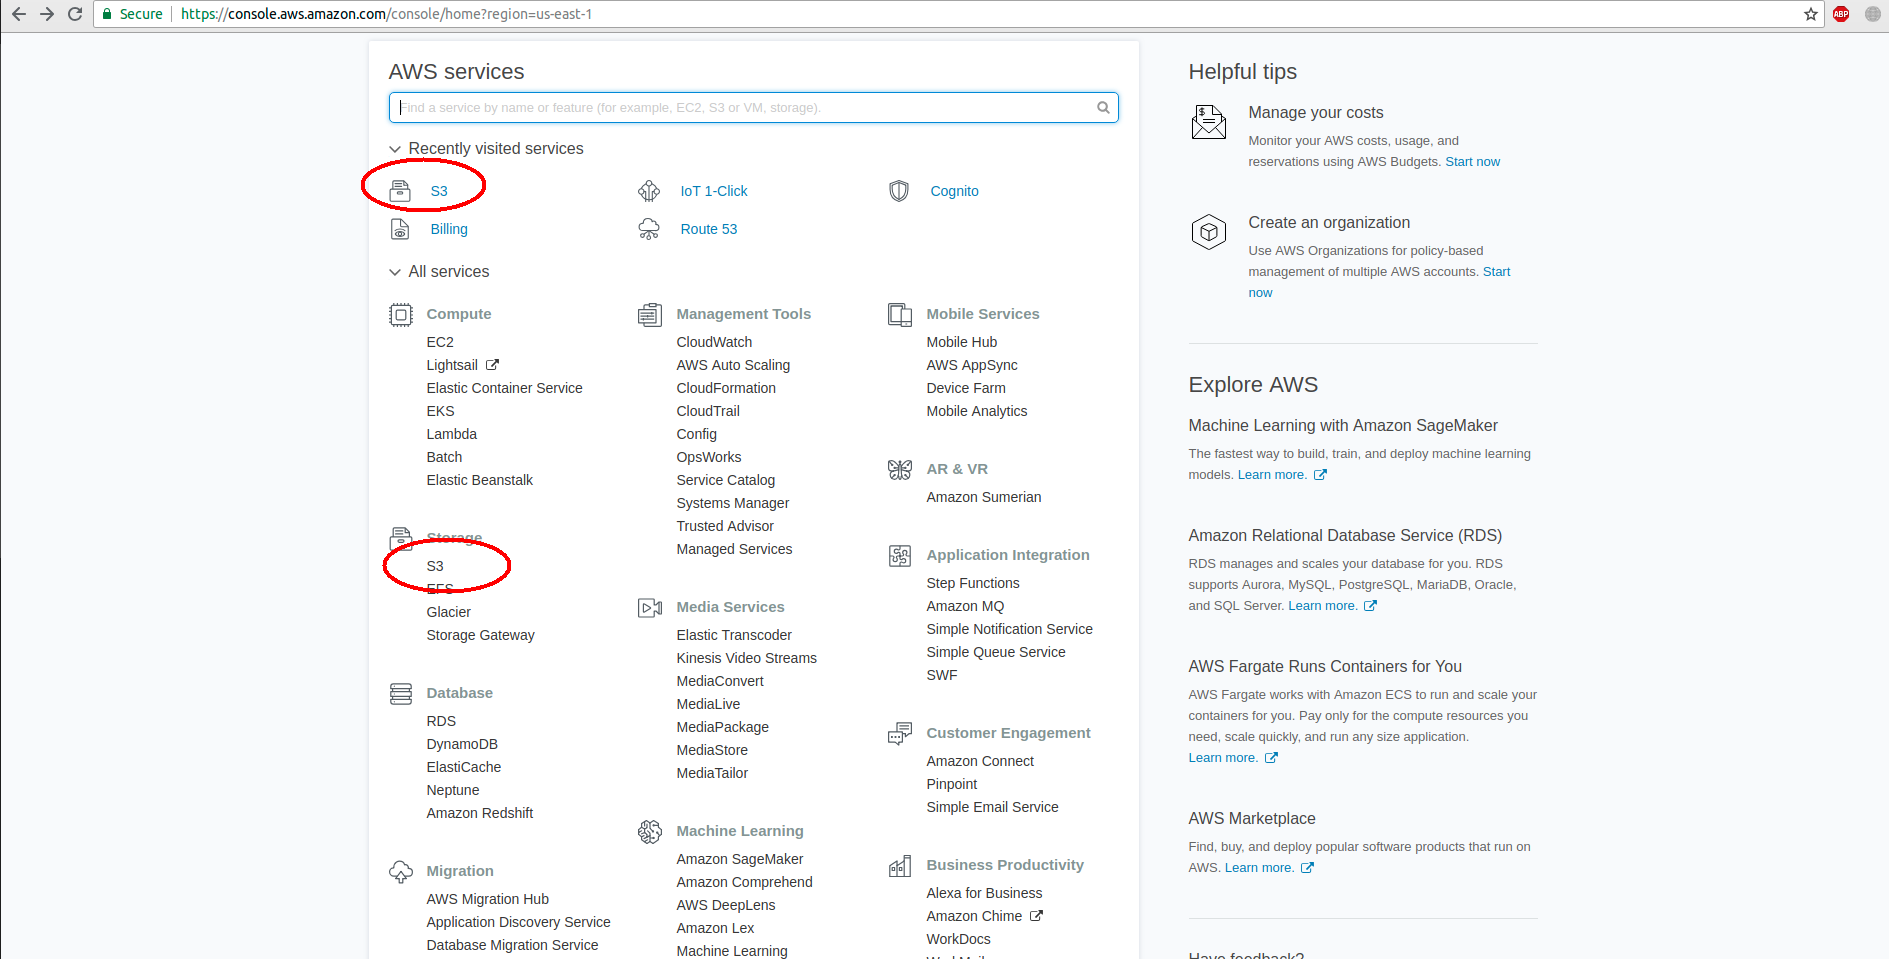 Secure https://console.aws.amazon.com/console/home?region=us-east-1
ABP
AWS services
Find a service by name or feature (for example, EC2, S3 or VM, storage).
Recently visited services
S3
IoT 1-Click
Cognito
Billing
Route 53
All services
Compute
EC2
Lightsail
Elastic Container Service
EKS
Lambda
Batch
Elastic Beanstalk
Storage
S3
EFS
Glacier
Storage Gateway
Database
RDS
DynamoDB
ElastiCache
Neptune
Amazon Redshift
Migration
AWS Migration Hub
Application Discovery Service
Database Migration Service
Management Tools
CloudWatch
AWS Auto Scaling
CloudFormation
CloudTrail
Config
OpsWorks
Service Catalog
Systems Manager
Trusted Advisor
Managed Services
Media Services
Elastic Transcoder
Kinesis Video Streams
MediaConvert
MediaLive
MediaPackage
MediaStore
MediaTailor
Machine Learning
Amazon SageMaker
Amazon Comprehend
AWS DeepLens
Amazon Lex
Machine Learning
Mobile Services
Mobile Hub
AWS AppSync
Device Farm
Mobile Analytics
AR & VR
Amazon Sumerian
Application Integration
Step Functions
Amazon MQ
Simple Notification Service
Simple Queue Service
SWF
Customer Engagement
Amazon Connect
Pinpoint
Simple Email Service
Business Productivity
Alexa for Business
Amazon Chime
WorkDocs
WorkMail
Helpful tips
Manage your costs
Monitor your AWS costs, usage, and
reservations using AWS Budgets. Start now
Create an organization
Use AWS Organizations for policy-based
management of multiple AWS accounts. Start
now
Explore AWS
Machine Learning with Amazon SageMaker
The fastest way to build, train, and deploy machine learning
models. Learn more.
Amazon Relational Database Service (RDS)
RDS manages and scales your database for you. RDS
supports Aurora, MySQL, PostgreSQL, MariaDB, Oracle,
and SQL Server. Learn more.
AWS Fargate Runs Containers for You
AWS Fargate works with Amazon ECS to run and scale your
containers for you. Pay only for the compute resources you
need, scale quickly, and run any size application.
Learn more.
AWS Marketplace
Find, buy, and deploy popular software products that run on
AWS. Learn more.
Have feedback?